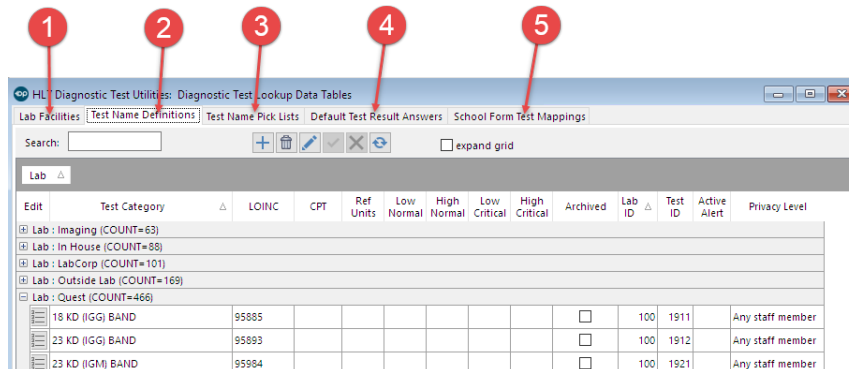 1 2 3 4 5
HL7 Diagnostic Test Utilities: Diagnostic Test Lookup Data Tables
Lab Facilities Test Name Definitions Test Name Pick Lists Default Test Result Answers School Form Test Mappings
Search: expand grid
Lab
Edit Test Category LOINC CPT Ref Units Low Normal High Normal Low Critical High Critical Archived Lab ID Test ID Active Alert Privacy Level
Lab : Imaging (COUNT=63)
Lab : In House (COUNT=88)
Lab : LabCorp (COUNT=101)
Lab : Outside Lab (COUNT=169)
Lab : Quest (COUNT=466)
18 KD (IGG) BAND 95885 100 1911 Any staff member
23 KD (IGG) BAND 95893 100 1912 Any staff member
23 KD (IGM) BAND 95984 100 1921 Any staff member